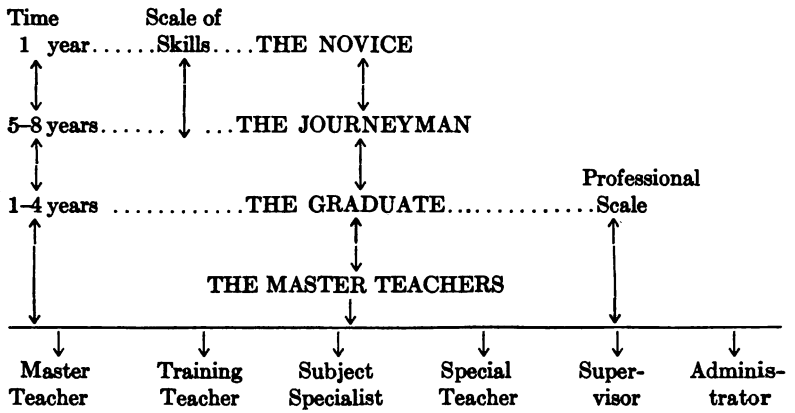 Time Scale of
1 year......Skills....THE NOVICE
5–8 years...... ...THE JOURNEYMAN
Professional
1–4 years ............THE GRADUATE..............Scale
THE MASTER TEACHERS
Master Training Subject Special Super- Adminis-
Teacher Teacher Specialist Teacher visor trator